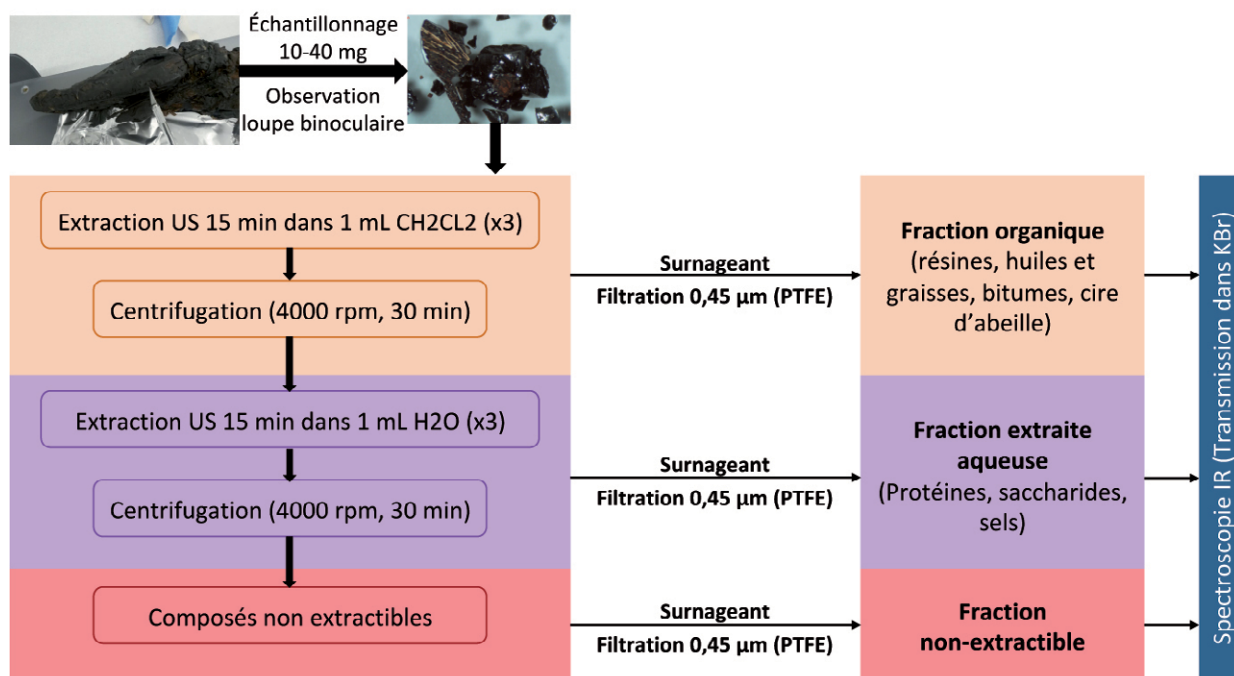 Échantillonnage
10-40 mg
Observation
loupe binoculaire
Extraction US 15 min dans 1 mL CH2CL2 (x3)
Centrifugation (4000 rpm, 30 min)
Surnageant
Filtration 0,45 µm (PTFE)
Fraction organique
(résines, huiles et
graisses, bitumes, cire
d’abeille)
Extraction US 15 min dans 1 mL H2O (x3)
Centrifugation (4000 rpm, 30 min)
Surnageant
Filtration 0,45 µm (PTFE)
Fraction extraite
aqueuse
(Protéines, saccharides,
sels)
Composés non extractibles
Surnageant
Filtration 0,45 µm (PTFE)
Fraction
non-extractible
Spectroscopie IR (Transmission dans KBr)